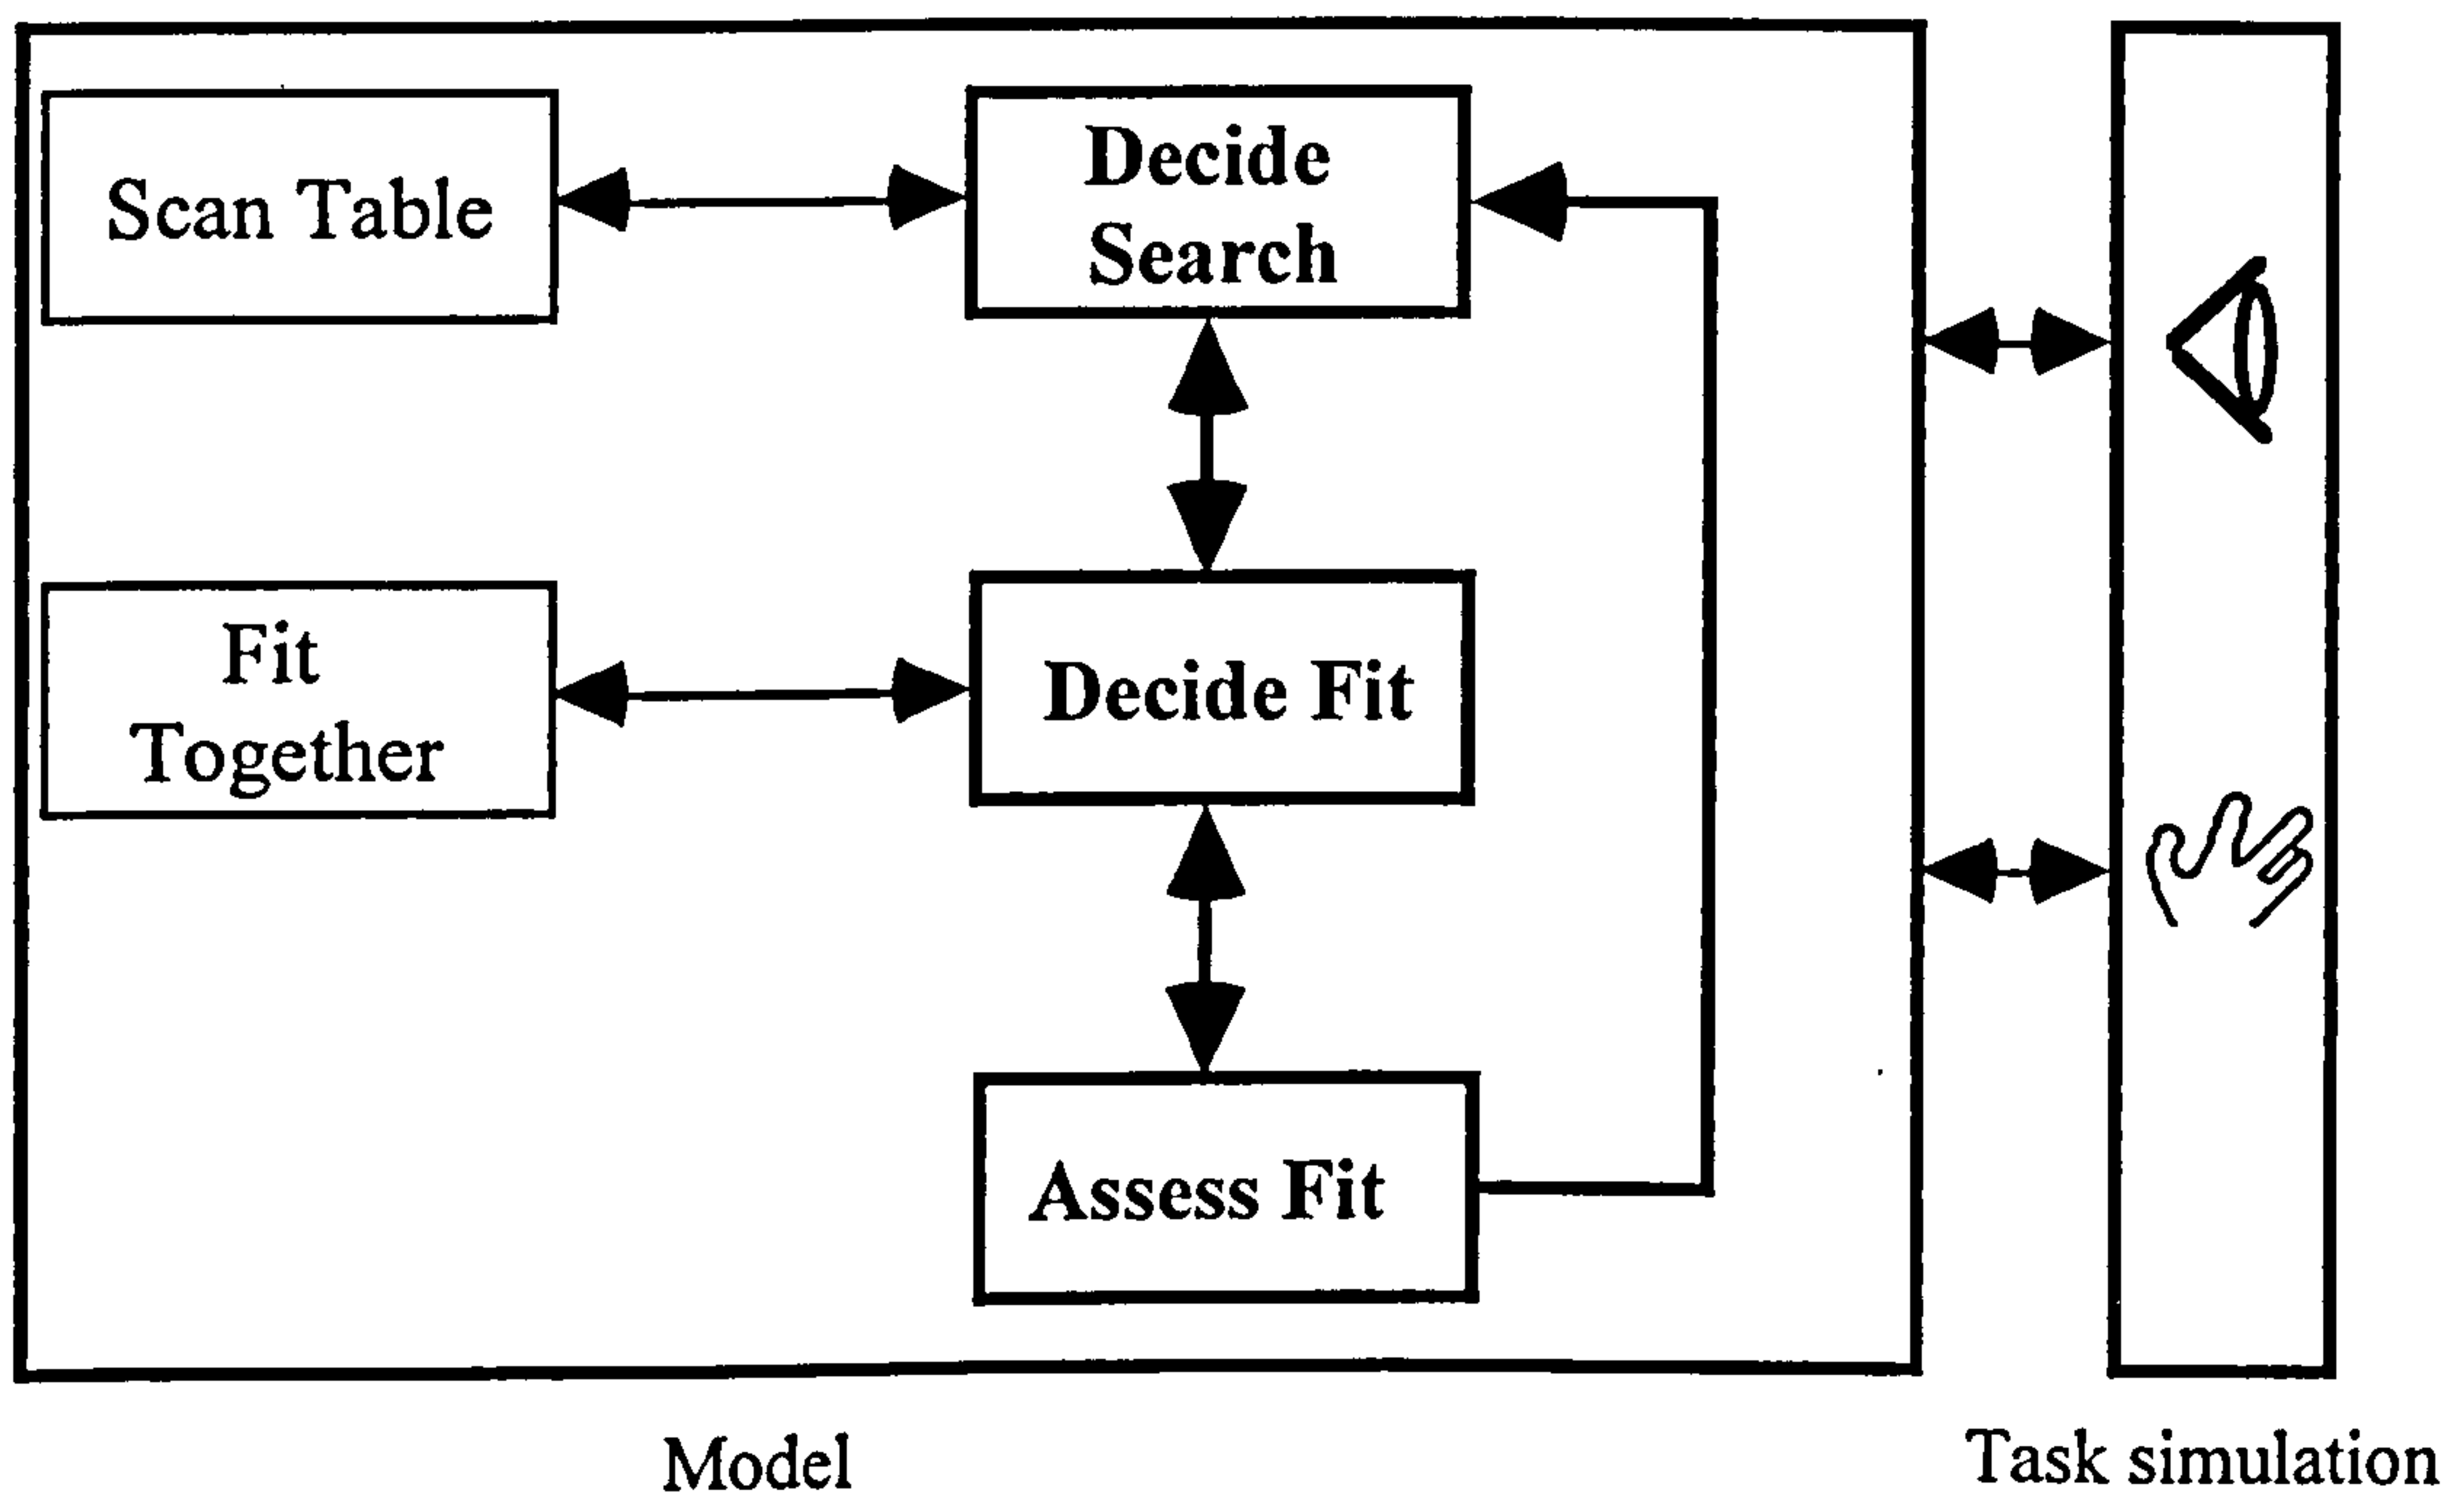 Scan Table
Decide
Search
Fit
Together
Decide Fit
Assess Fit
Model
Task simulation